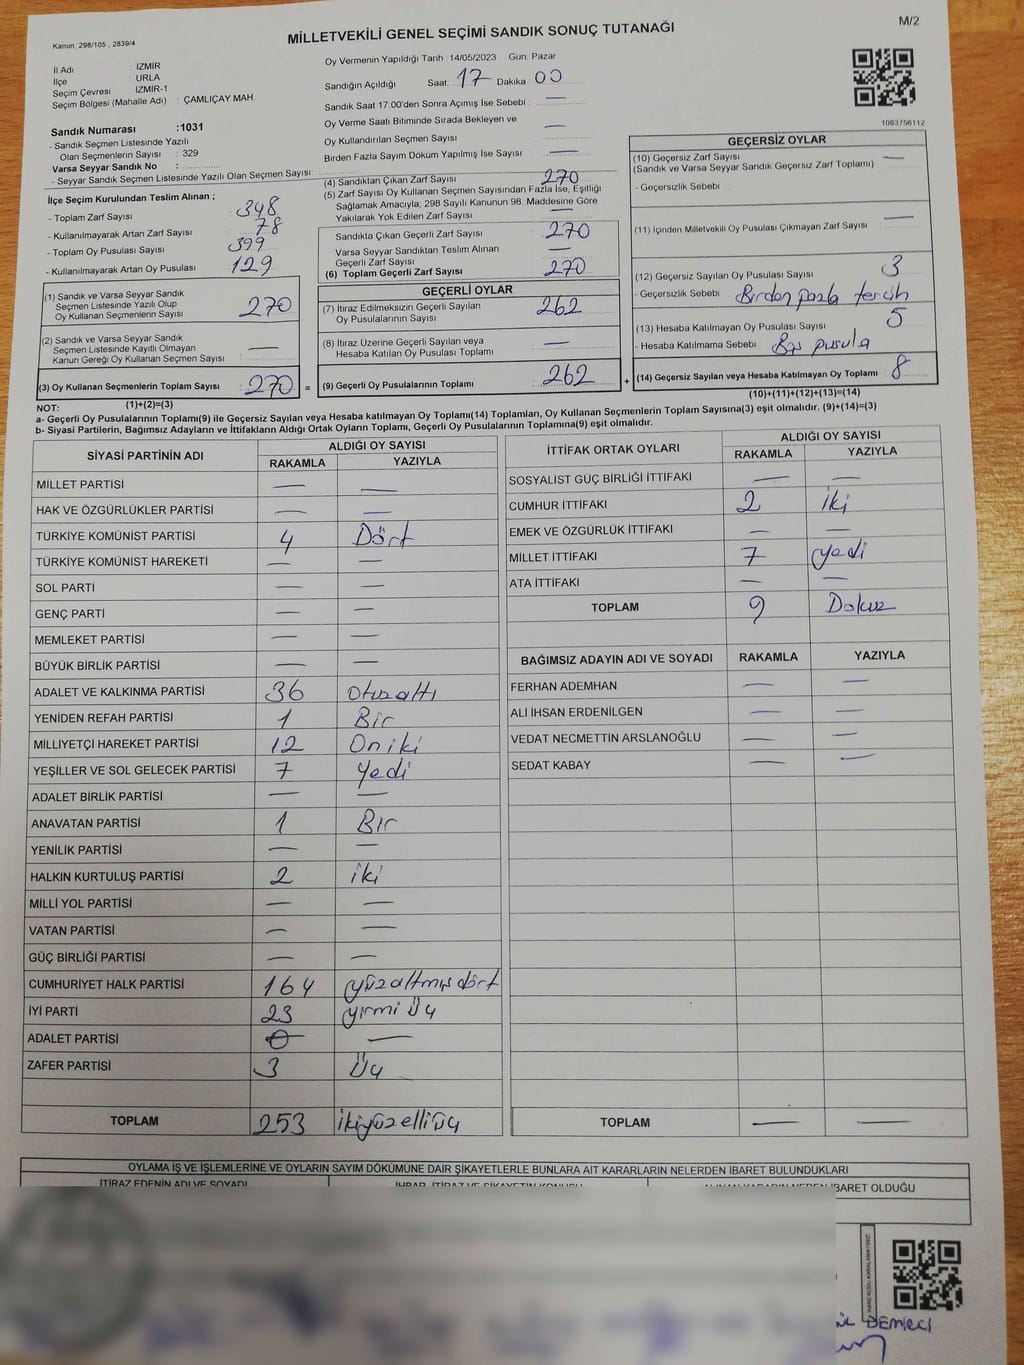 M/2
Kanun, 298/105 , 2839/4
MİLLETVEKİLİ GENEL SEÇİMİ SANDIK SONUÇ TUTANAĞI
İl Adı : İZMİR
İlçe : URLA
Seçim Çevresi : İZMİR-1
Seçim Bölgesi (Mahalle Adı) : ÇAMLIÇAY MAH.
Sandık Numarası :1031
- Sandık Seçmen Listesinde Yazılı
Olan Seçmenlerin Sayısı : 329
Varsa Seyyar Sandık No :
- Seyyar Sandık Seçmen Listesinde Yazılı Olan Seçmen Sayısı:
Oy Vermenin Yapıldığı Tarih :14/05/2023 Gün: Pazar
Sandığın Açıldığı Saat: 17 Dakika : 00
Sandık Saat 17:00'den Sonra Açımış İse Sebebi : —
Oy Verme Saati Bitiminde Sırada Bekleyen ve
Oy Kullandırılan Seçmen Sayısı : —
Birden Fazla Sayım Döküm Yapılmış İse Sayısı : —
1083756112
İlçe Seçim Kurulundan Teslim Alınan ;
- Toplam Zarf Sayısı : 348
- Kullanılmayarak Artan Zarf Sayısı : 78
- Toplam Oy Pusulası Sayısı : 399
- Kullanılmayarak Artan Oy Pusulası : 129
(4) Sandıktan Çıkan Zarf Sayısı : 270
(5) Zarf Sayısı Oy Kullanan Seçmen Sayısından Fazla İse, Eşitliği
Sağlamak Amacıyla, 298 Sayılı Kanunun 98. Maddesine Göre
Yakılarak Yok Edilen Zarf Sayısı : —
Sandıkta Çıkan Geçerli Zarf Sayısı : 270
Varsa Seyyar Sandıktan Teslim Alınan
Geçerli Zarf Sayısı : —
(6) Toplam Geçerli Zarf Sayısı : 270
GEÇERSİZ OYLAR
(10) Geçersiz Zarf Sayısı : —
(Sandık ve Varsa Seyyar Sandık Geçersiz Zarf Toplamı)
- Geçersizlik Sebebi :
(11) İçinden Milletvekili Oy Pusulası Çıkmayan Zarf Sayısı : —
(12) Geçersiz Sayılan Oy Pusulası Sayısı : 3
- Geçersizlik Sebebi : Birden fazla tercih
(13) Hesaba Katılmayan Oy Pusulası Sayısı : 5
- Hesaba Katılmama Sebebi : Boş pusula
(14) Geçersiz Sayılan veya Hesaba Katılmayan Oy Toplamı : 8
(10)+(11)+(12)+(13)=(14)
(1) Sandık ve Varsa Seyyar Sandık
Seçmen Listesinde Yazılı Olup
Oy Kullanan Seçmenlerin Sayısı : 270
(2) Sandık ve Varsa Seyyar Sandık
Seçmen Listesinde Kayıtlı Olmayan
Kanun Gereği Oy Kullanan Seçmen Sayısı : —
(3) Oy Kullanan Seçmenlerin Toplam Sayısı : 270 =
(1)+(2)=(3)
GEÇERLİ OYLAR
(7) İtiraz Edilmeksizin Geçerli Sayılan
Oy Pusulalarının Sayısı : 262
(8) İtiraz Üzerine Geçerli Sayılan veya
Hesaba Katılan Oy Pusulası Toplamı : —
(9) Geçerli Oy Pusulalarının Toplamı : 262 +
NOT:
a- Geçerli Oy Pusulalarının Toplamı(9) ile Geçersiz Sayılan veya Hesaba katılmayan Oy Toplamı(14) Toplamları, Oy Kullanan Seçmenlerin Toplam Sayısına(3) eşit olmalıdır. (9)+(14)=(3)
b- Siyasi Partilerin, Bağımsız Adayların ve İttifakların Aldığı Ortak Oyların Toplamı, Geçerli Oy Pusulalarının Toplamına(9) eşit olmalıdır.
SİYASİ PARTİNİN ADI ALDIĞI OY SAYISI
RAKAMLA YAZIYLA
MİLLET PARTİSİ — —
HAK VE ÖZGÜRLÜKLER PARTİSİ — —
TÜRKİYE KOMÜNİST PARTİSİ 4 Dört
TÜRKİYE KOMÜNİST HAREKETİ — —
SOL PARTİ — —
GENÇ PARTİ — —
MEMLEKET PARTİSİ — —
BÜYÜK BİRLİK PARTİSİ — —
ADALET VE KALKINMA PARTİSİ 36 otuzaltı
YENİDEN REFAH PARTİSİ 1 Bir
MİLLİYETÇİ HAREKET PARTİSİ 12 Oniki
YEŞİLLER VE SOL GELECEK PARTİSİ 7 yedi
ADALET BİRLİK PARTİSİ — —
ANAVATAN PARTİSİ 1 Bir
YENİLİK PARTİSİ — —
HALKIN KURTULUŞ PARTİSİ 2 iki
MİLLİ YOL PARTİSİ — —
VATAN PARTİSİ — —
GÜÇ BİRLİĞİ PARTİSİ — —
CUMHURİYET HALK PARTİSİ 164 yüzaltmışdört
İYİ PARTİ 23 yirmi üç
ADALET PARTİSİ 0 —
ZAFER PARTİSİ 3 Üç
TOPLAM 253 ikiyüzelliüç
İTTİFAK ORTAK OYLARI ALDIĞI OY SAYISI
RAKAMLA YAZIYLA
SOSYALİST GÜÇ BİRLİĞİ İTTİFAKI — —
CUMHUR İTTİFAKI 2 iki
EMEK VE ÖZGÜRLÜK İTTİFAKI — —
MİLLET İTTİFAKI 7 yedi
ATA İTTİFAKI — —
TOPLAM 9 Dokuz
BAĞIMSIZ ADAYIN ADI VE SOYADI RAKAMLA YAZIYLA
FERHAN ADEMHAN — —
ALİ İHSAN ERDENİLGEN — —
VEDAT NECMETTİN ARSLANOĞLU — —
SEDAT KABAY — —
TOPLAM — —
OYLAMA İŞ VE İŞLEMLERİNE VE OYLARIN SAYIM DÖKÜMÜNE DAİR ŞİKAYETLERLE BUNLARA AİT KARARLARIN NELERDEN İBARET BULUNDUKLARI
İTİRAZ EDENİN ADI VE SOYADI
İBARET OLDUĞU
DEMİRCİ